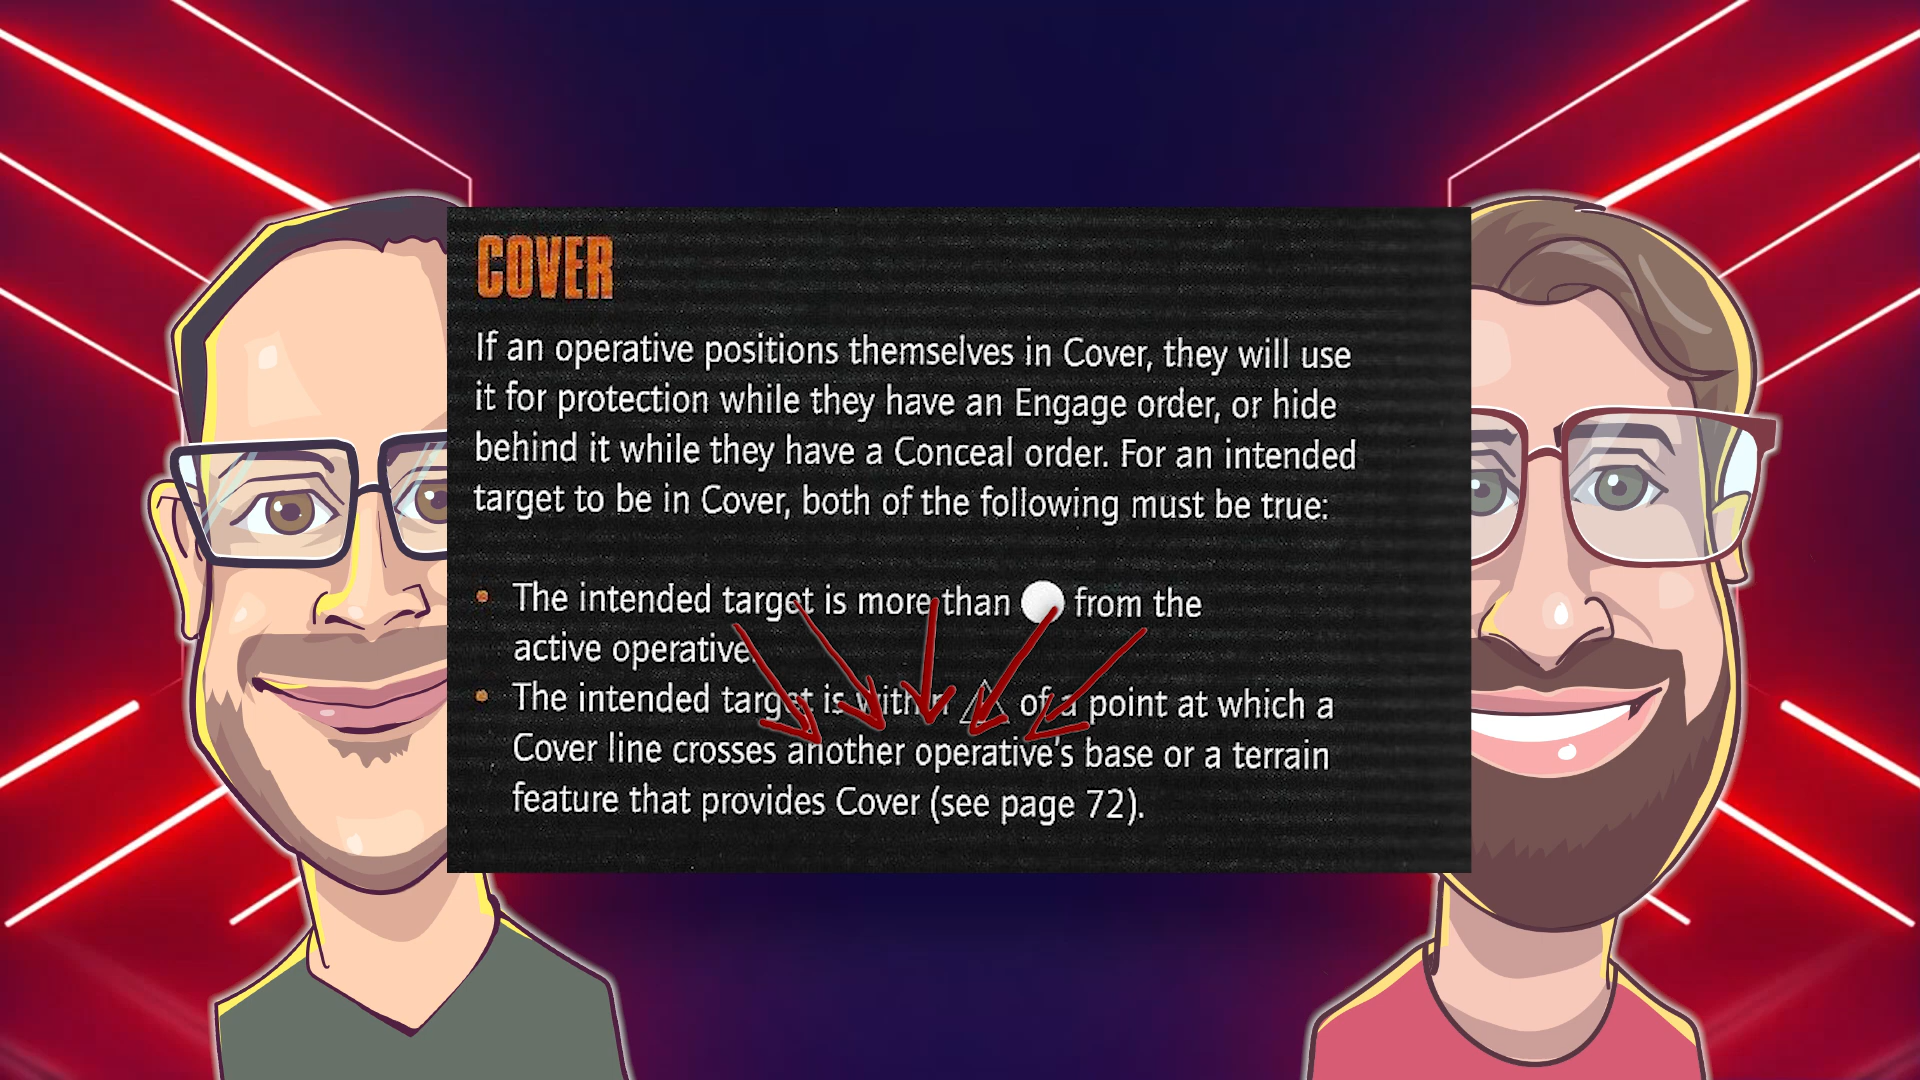 COVER
If an operative positions themselves in Cover, they will use
it for protection while they have an Engage order, or hide
behind it while they have a Conceal order. For an intended
target to be in Cover, both of the following must be true:
• The intended target is more than from the
active operative.
• The intended target is within of a point at which a
Cover line crosses another operative's base or a terrain
feature that provides Cover (see page 72).